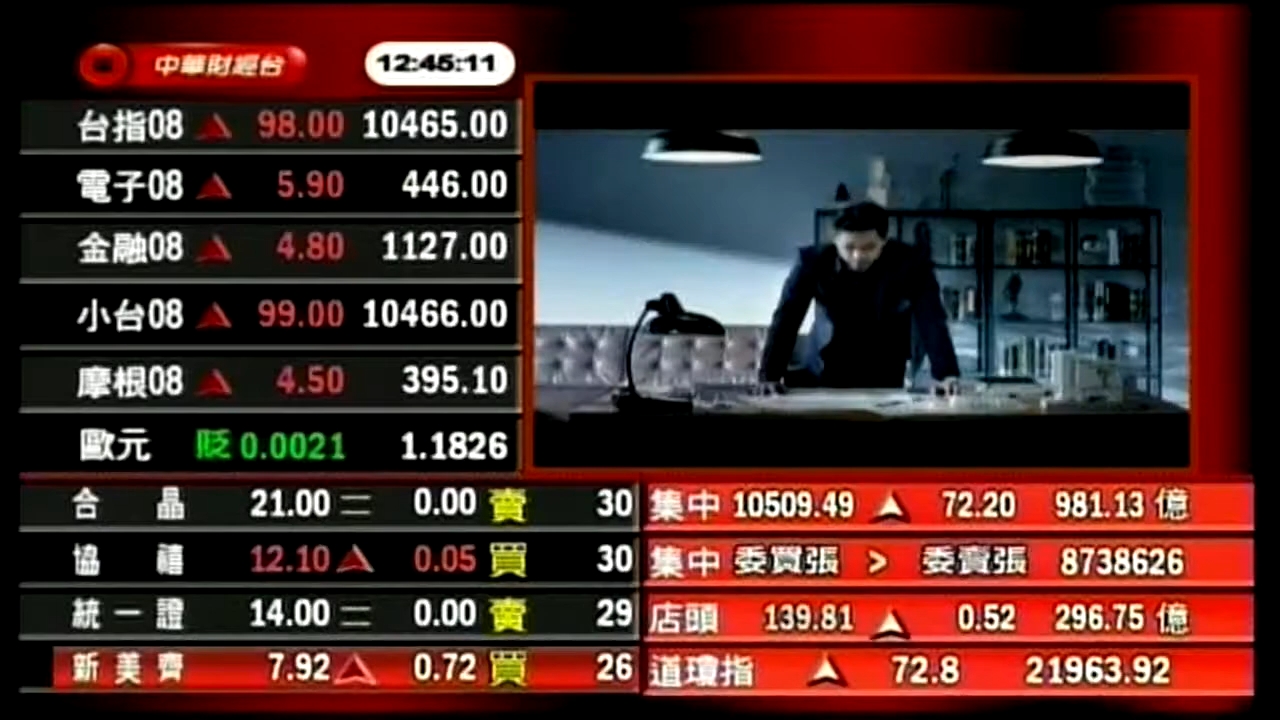 中華財經台 12:45:11
台指08 ▲ 98.00 10465.00
電子08 ▲ 5.90 446.00
金融08 ▲ 4.80 1127.00
小台08 ▲ 99.00 10466.00
摩根08 ▲ 4.50 395.10
歐元 貶 0.0021 1.1826
合晶 21.00 = 0.00 賣 30
協禧 12.10 ▲ 0.05 買 30
統一證 14.00 = 0.00 賣 29
新美齊 7.92 ▲ 0.72 買 26
集中 10509.49 ▲ 72.20 981.13 億
集中 委買張 > 委賣張 8738626
店頭 139.81 ▲ 0.52 296.75 億
道瓊指 ▲ 72.8 21963.92